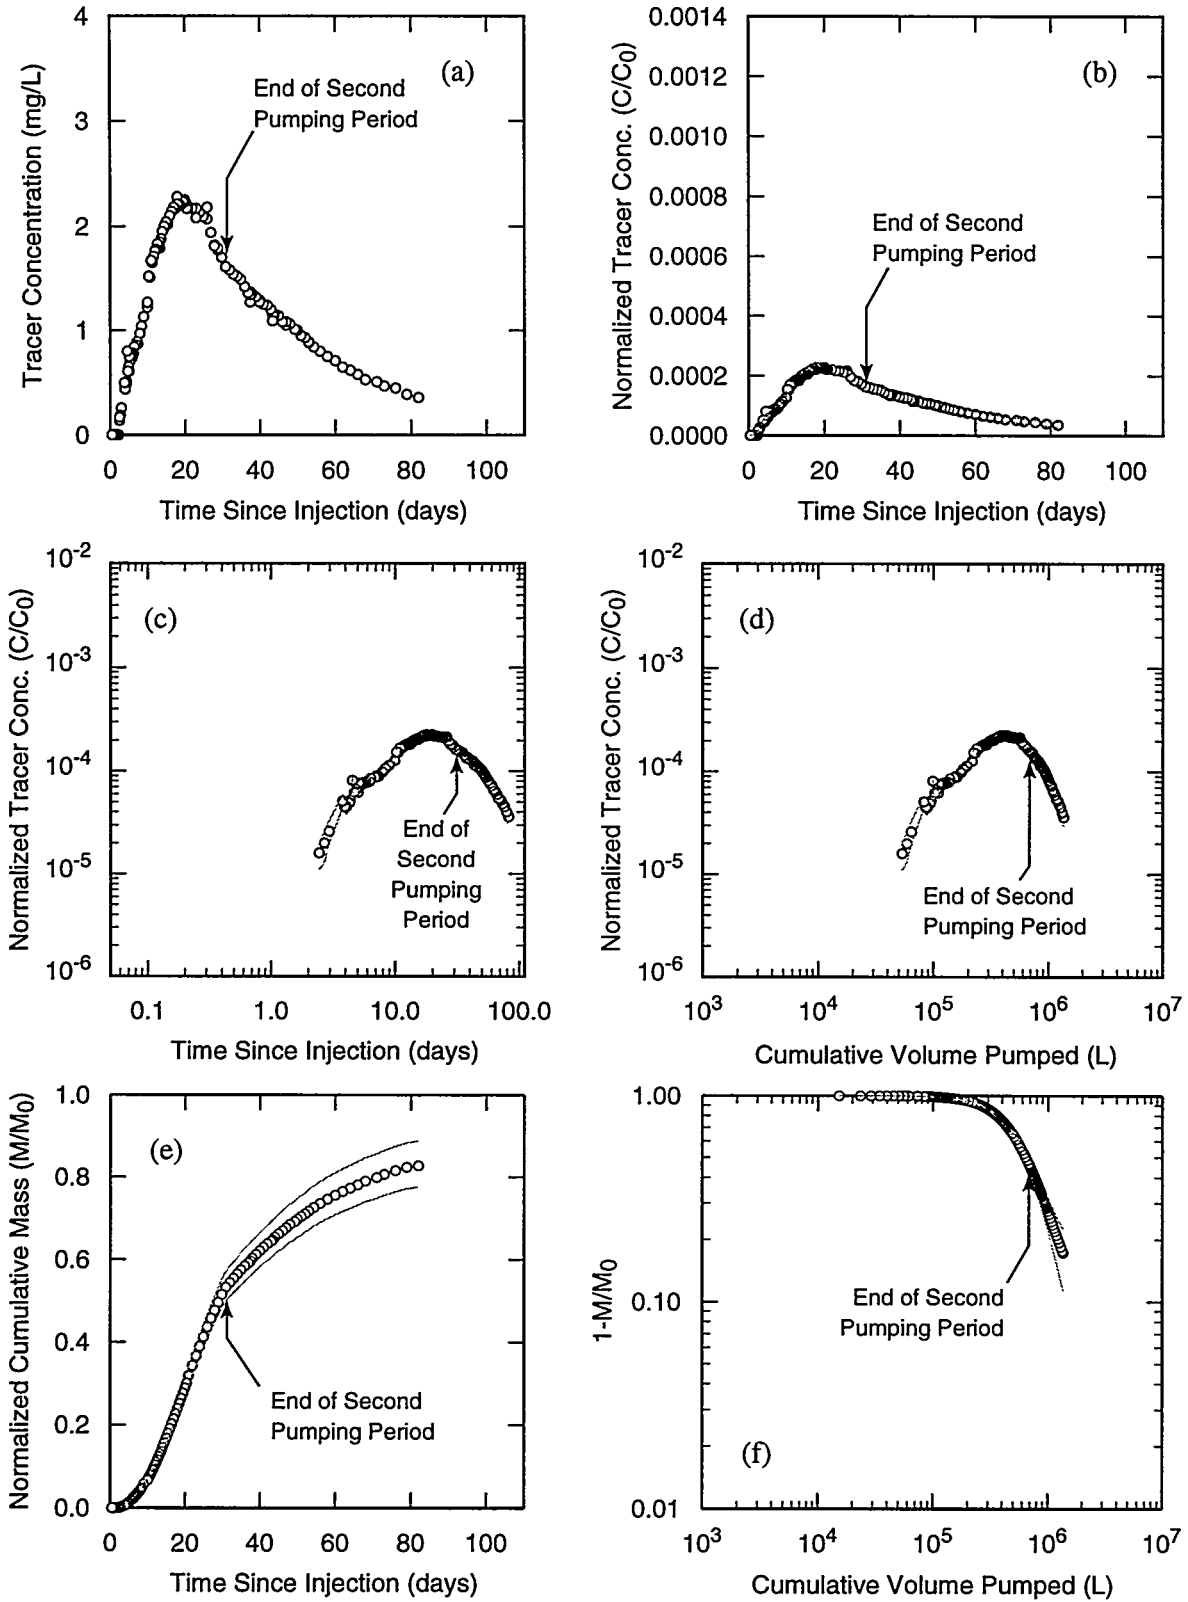 4
3
2
1
0
Tracer Concentration (mg/L)
End of Second
Pumping Period
(a)
0 20 40 60 80 100
Time Since Injection (days)
0.0014
0.0012
0.0010
0.0008
0.0006
0.0004
0.0002
0.0000
Normalized Tracer Conc. (C/C0)
(b)
End of Second
Pumping Period
0 20 40 60 80 100
Time Since Injection (days)
10-2
10-3
10-4
10-5
10-6
Normalized Tracer Conc. (C/C0)
(c)
End of
Second
Pumping
Period
0.1 1.0 10.0 100.0
Time Since Injection (days)
10-2
10-3
10-4
10-5
10-6
Normalized Tracer Conc. (C/C0)
(d)
End of Second
Pumping Period
103 104 105 106 107
Cumulative Volume Pumped (L)
1.0
0.8
0.6
0.4
0.2
0.0
Normalized Cumulative Mass (M/M0)
(e)
End of Second
Pumping Period
0 20 40 60 80 100
Time Since Injection (days)
1.00
0.10
0.01
1-M/M0
End of Second
Pumping Period
(f)
103 104 105 106 107
Cumulative Volume Pumped (L)